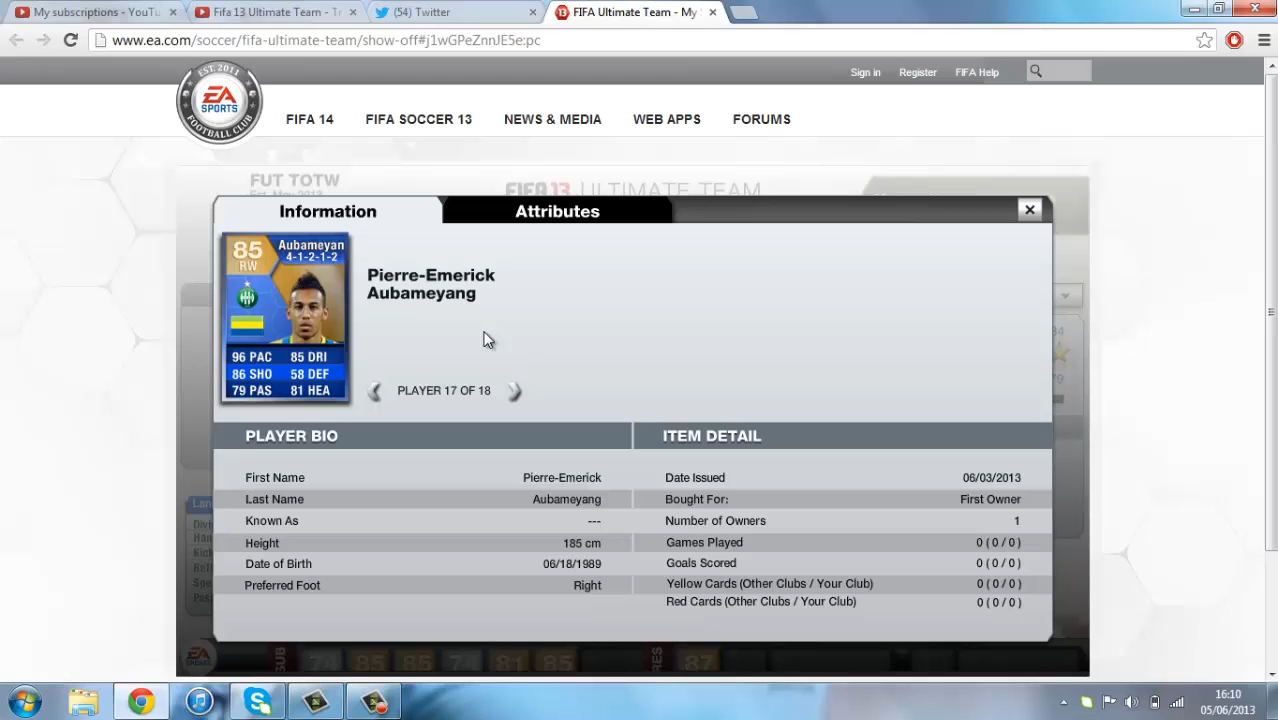 My subscriptions - YouTu
Fifa 13 Ultimate Team - Tr
(54) Twitter
FIFA Ultimate Team - My
www.ea.com/soccer/fifa-ultimate-team/show-off#j1wGPeZnnJE5e:pc
Sign in
Register
FIFA Help
EST. 2011
EA
SPORTS
FOOTBALL CLUB
FIFA 14
FIFA SOCCER 13
NEWS & MEDIA
WEB APPS
FORUMS
FUT TOTW
FIFA 13 ULTIMATE TEAM
Information
Attributes
85
RW
Aubameyan
4-1-2-1-2
96 PAC
85 DRI
86 SHO
58 DEF
79 PAS
81 HEA
Pierre-Emerick
Aubameyang
PLAYER 17 OF 18
PLAYER BIO
First Name
Pierre-Emerick
Last Name
Aubameyang
Known As
---
Height
185 cm
Date of Birth
06/18/1989
Preferred Foot
Right
ITEM DETAIL
Date Issued
06/03/2013
Bought For:
First Owner
Number of Owners
1
Games Played
0 ( 0 / 0 )
Goals Scored
0 ( 0 / 0 )
Yellow Cards (Other Clubs / Your Club)
0 ( 0 / 0 )
Red Cards (Other Clubs / Your Club)
0 ( 0 / 0 )
16:10
05/06/2013